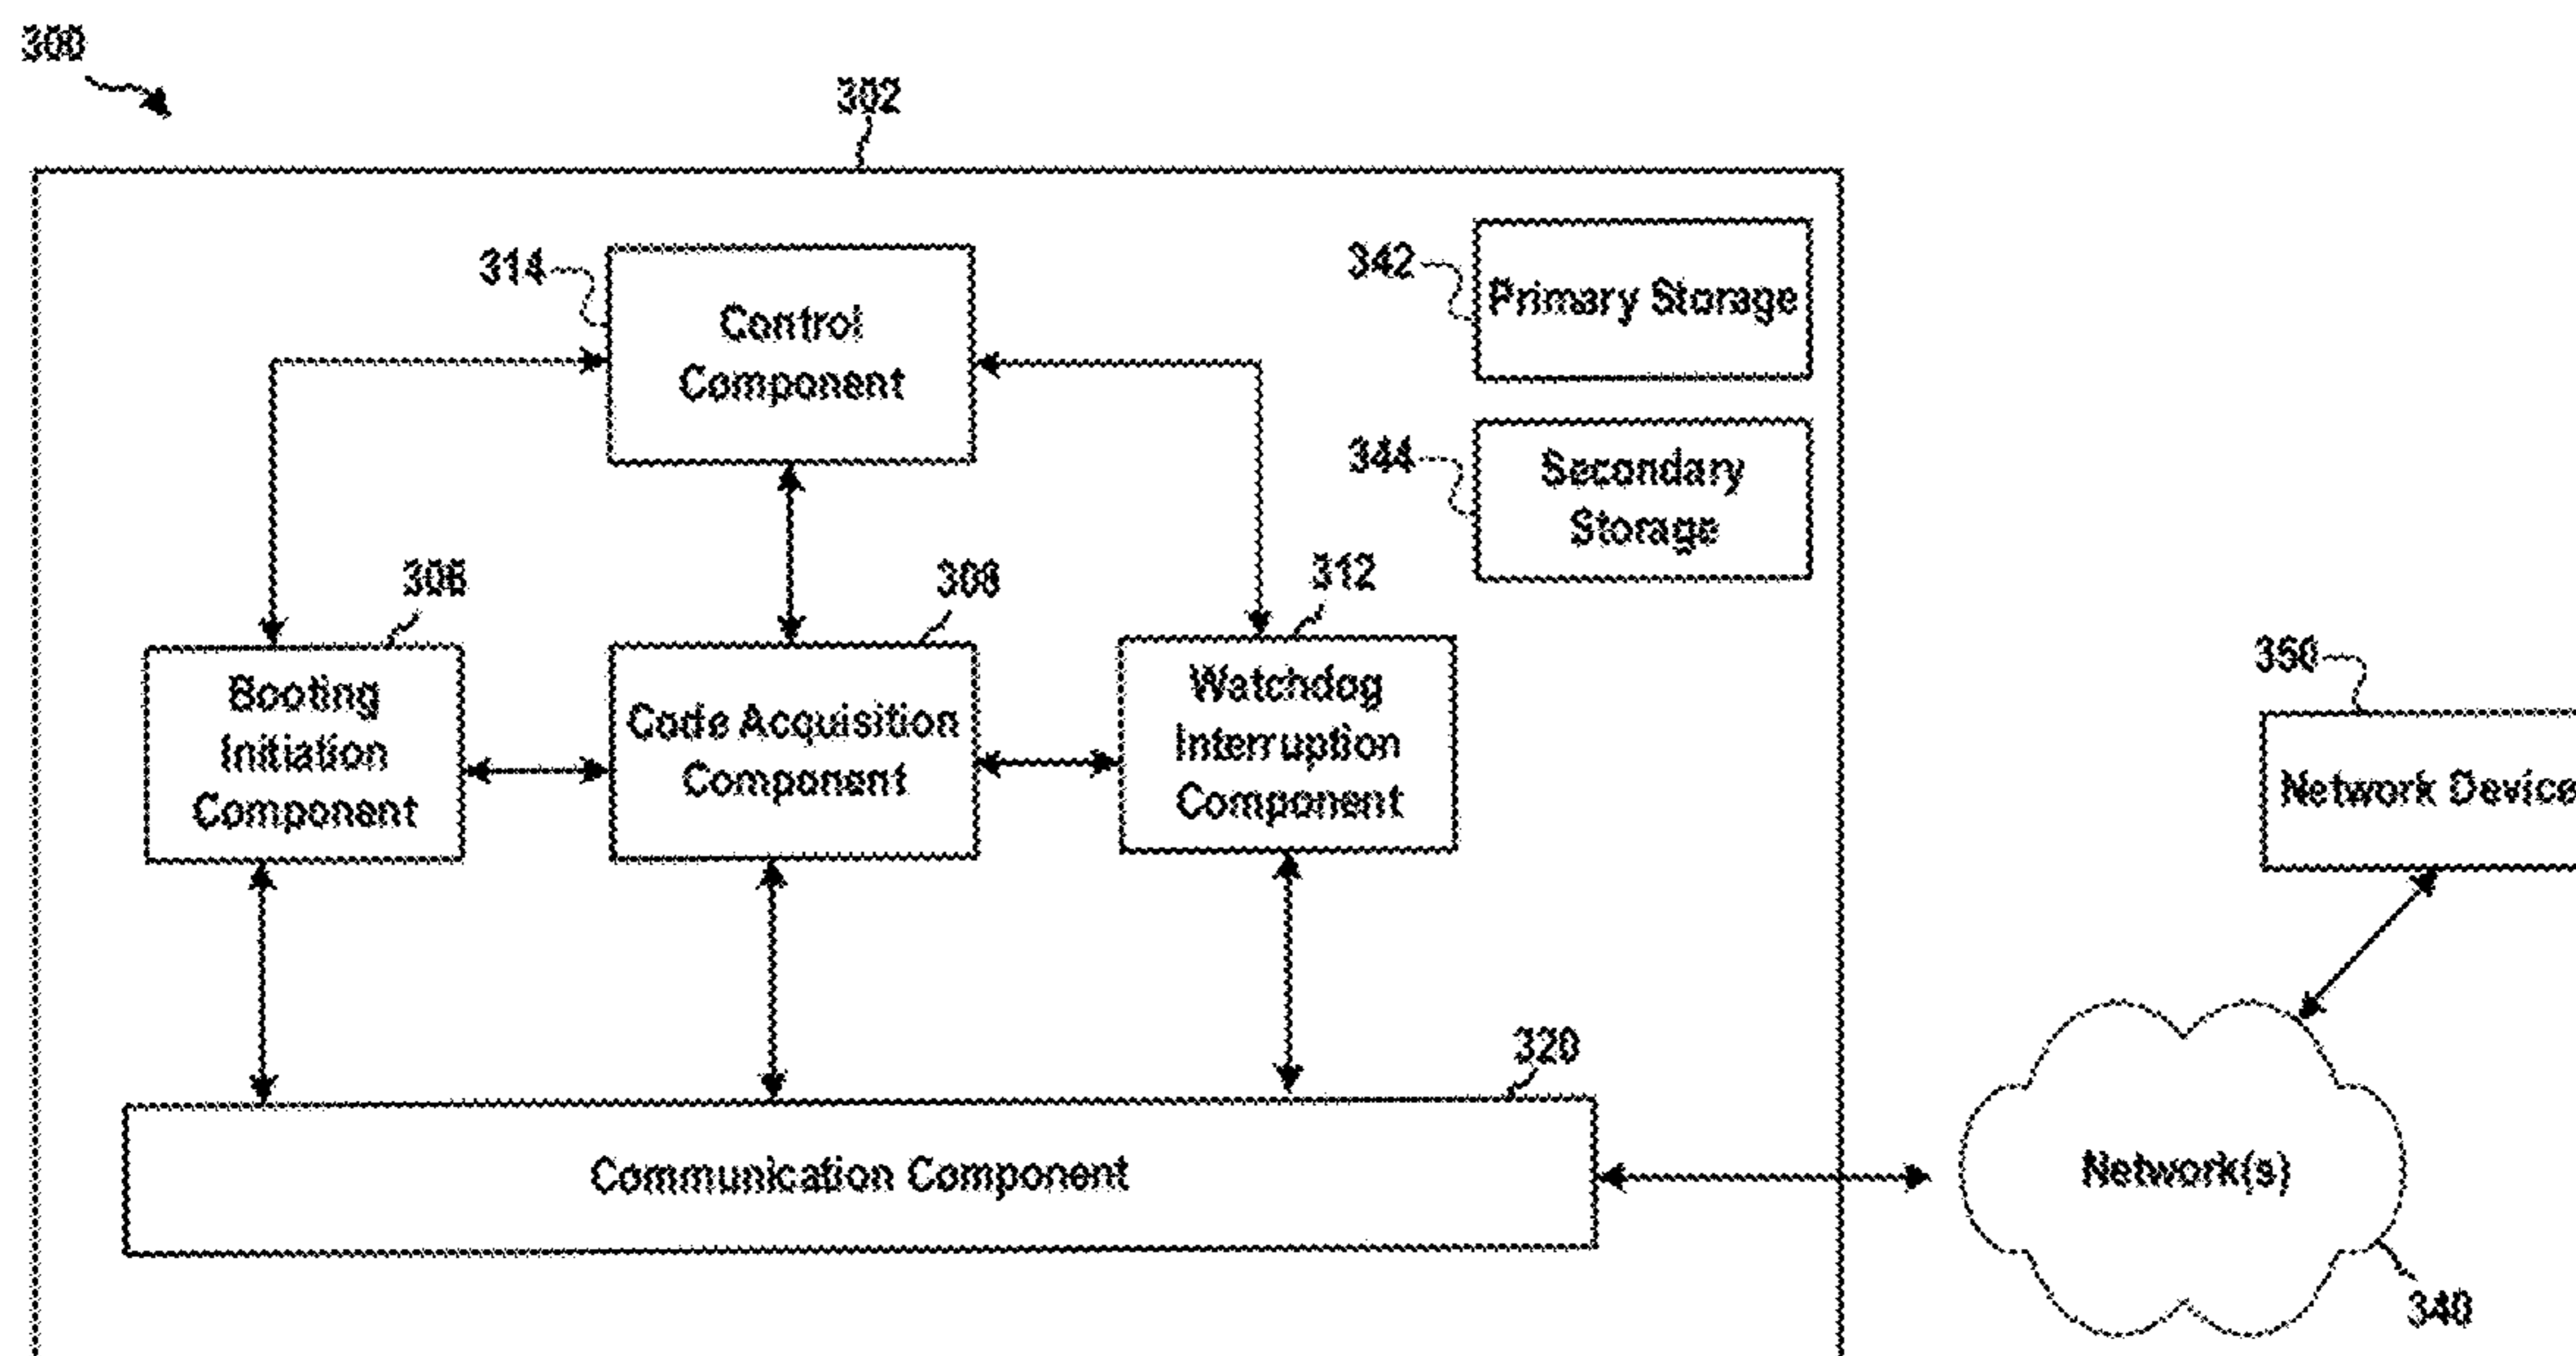 300
302
314
Control
Component
342
Primary Storage
344
Secondary
Storage
306
Booting
Initiation
Component
308
Code Acquisition
Component
312
Watchdog
Interruption
Component
350
Network Device
320
Communication Component
Network(s)
340